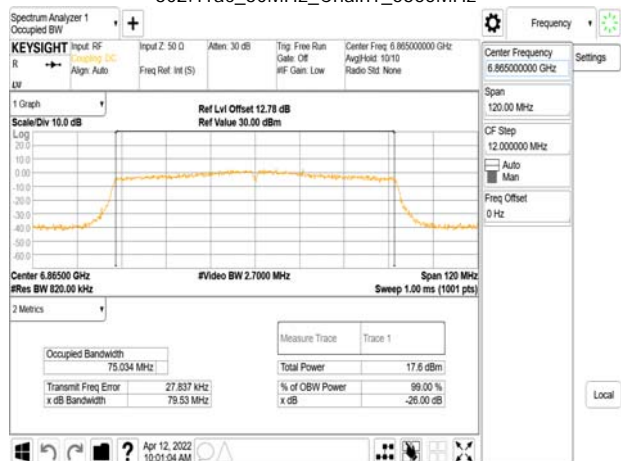 Spectrum Analyzer 1
Occupied BW
Frequency
KEYSIGHT
R
Input: RF
Coupling: DC
Align: Auto
Input Z: 50 Ω
Freq Ref: Int (S)
Atten: 30 dB
Trig: Free Run
Gate: Off
#IF Gain: Low
Center Freq: 6.865000000 GHz
Avg|Hold: 10/10
Radio Std: None
LXI
Center Frequency
6.865000000 GHz
Settings
Span
120.00 MHz
CF Step
12.000000 MHz
Auto
Man
Freq Offset
0 Hz
Local
1 Graph
Ref Lvl Offset 12.78 dB
Scale/Div 10.0 dB
Ref Value 30.00 dBm
Log
20.0
10.0
0.00
-10.0
-20.0
-30.0
-40.0
-50.0
-60.0
Center 6.86500 GHz
#Video BW 2.7000 MHz
Span 120 MHz
#Res BW 820.00 kHz
Sweep 1.00 ms (1001 pts)
2 Metrics
Measure Trace
Trace 1
Occupied Bandwidth
75.034 MHz
Total Power
17.6 dBm
Transmit Freq Error
27.837 kHz
% of OBW Power
99.00 %
x dB Bandwidth
79.53 MHz
x dB
-26.00 dB
?
Apr 12, 2022
10:01:04 AM